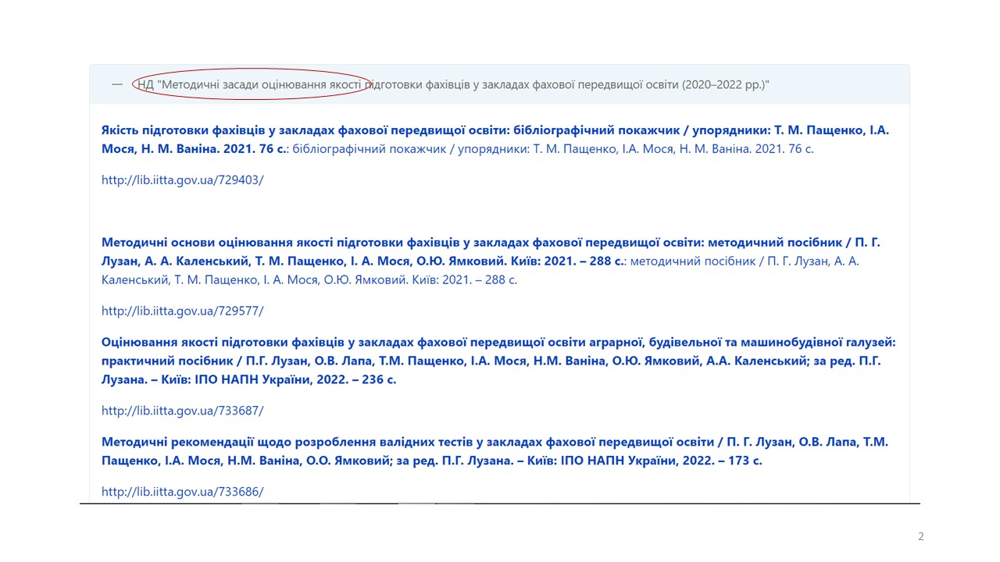 — НД "Методичні засади оцінювання якості підготовки фахівців у закладах фахової передвищої освіти (2020–2022 рр.)"
Якість підготовки фахівців у закладах фахової передвищої освіти: бібліографічний покажчик / упорядники: Т. М. Пащенко, І.А.
Мося, Н. М. Ваніна. 2021. 76 с.: бібліографічний покажчик / упорядники: Т. М. Пащенко, І.А. Мося, Н. М. Ваніна. 2021. 76 с.
http://lib.iitta.gov.ua/729403/
Методичні основи оцінювання якості підготовки фахівців у закладах фахової передвищої освіти: методичний посібник / П. Г.
Лузан, А. А. Каленський, Т. М. Пащенко, І. А. Мося, О.Ю. Ямковий. Київ: 2021. – 288 с.: методичний посібник / П. Г. Лузан, А. А.
Каленський, Т. М. Пащенко, І. А. Мося, О.Ю. Ямковий. Київ: 2021. – 288 с.
http://lib.iitta.gov.ua/729577/
Оцінювання якості підготовки фахівців у закладах фахової передвищої освіти аграрної, будівельної та машинобудівної галузей:
практичний посібник / П.Г. Лузан, О.В. Лапа, Т.М. Пащенко, І.А. Мося, Н.М. Ваніна, О.Ю. Ямковий, А.А. Каленський; за ред. П.Г.
Лузана. – Київ: ІПО НАПН України, 2022. – 236 с.
http://lib.iitta.gov.ua/733687/
Методичні рекомендації щодо розроблення валідних тестів у закладах фахової передвищої освіти / П. Г. Лузан, О.В. Лапа, Т.М.
Пащенко, І.А. Мося, Н.М. Ваніна, О.О. Ямковий; за ред. П.Г. Лузана. – Київ: ІПО НАПН України, 2022. – 173 с.
http://lib.iitta.gov.ua/733686/
2